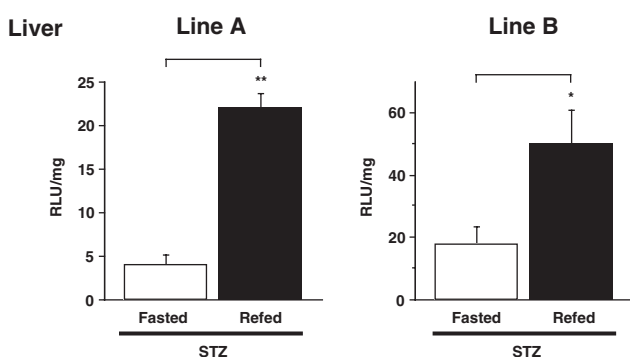 Liver
Line A
**
25
20
15
10
5
0
RLU/mg
Fasted Refed
STZ
Line B
*
60
40
20
0
RLU/mg
Fasted Refed
STZ